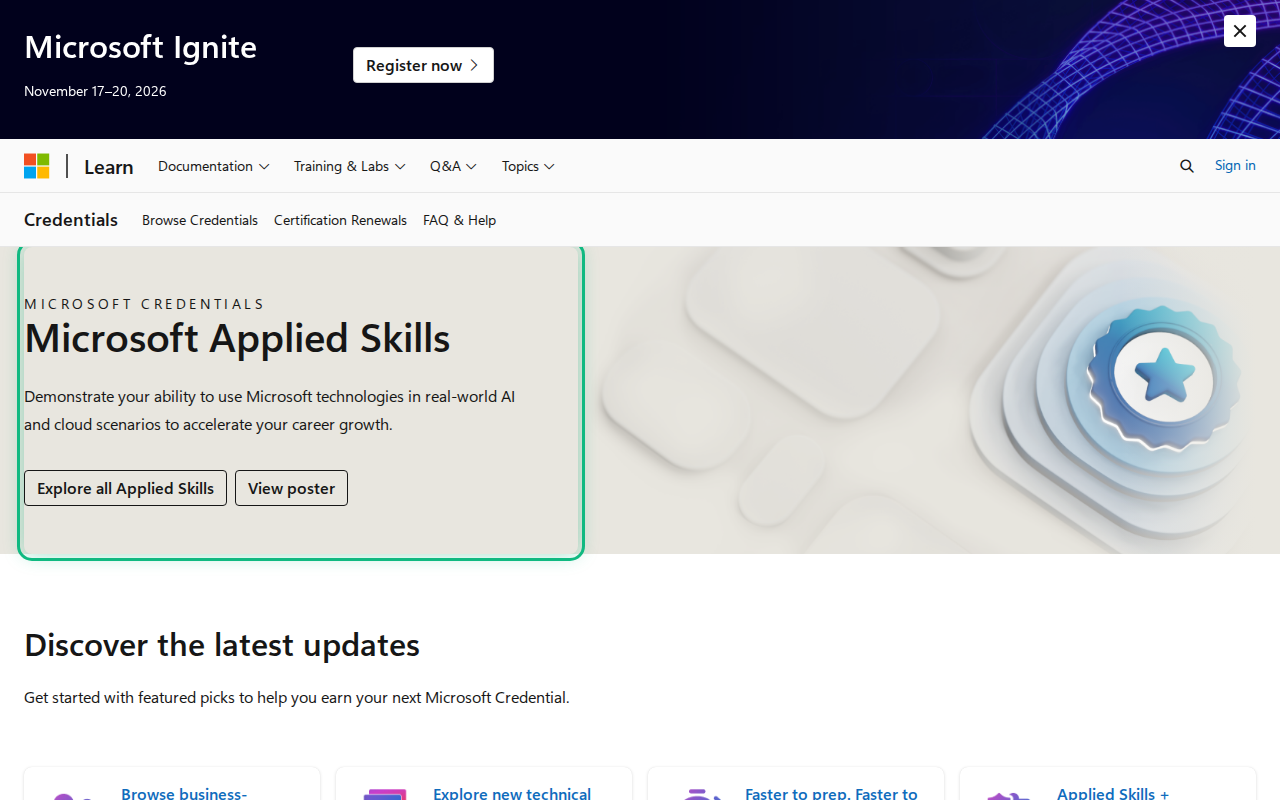 Microsoft Ignite
November 17–20, 2026
Register now
Learn
Documentation
Training & Labs
Q&A
Topics
Sign in
Credentials
Browse Credentials
Certification Renewals
FAQ & Help
MICROSOFT CREDENTIALS
Microsoft Applied Skills
Demonstrate your ability to use Microsoft technologies in real-world AI
and cloud scenarios to accelerate your career growth.
Explore all Applied Skills
View poster
Discover the latest updates
Get started with featured picks to help you earn your next Microsoft Credential.
Browse business-
Explore new technical
Faster to prep. Faster to
Applied Skills +